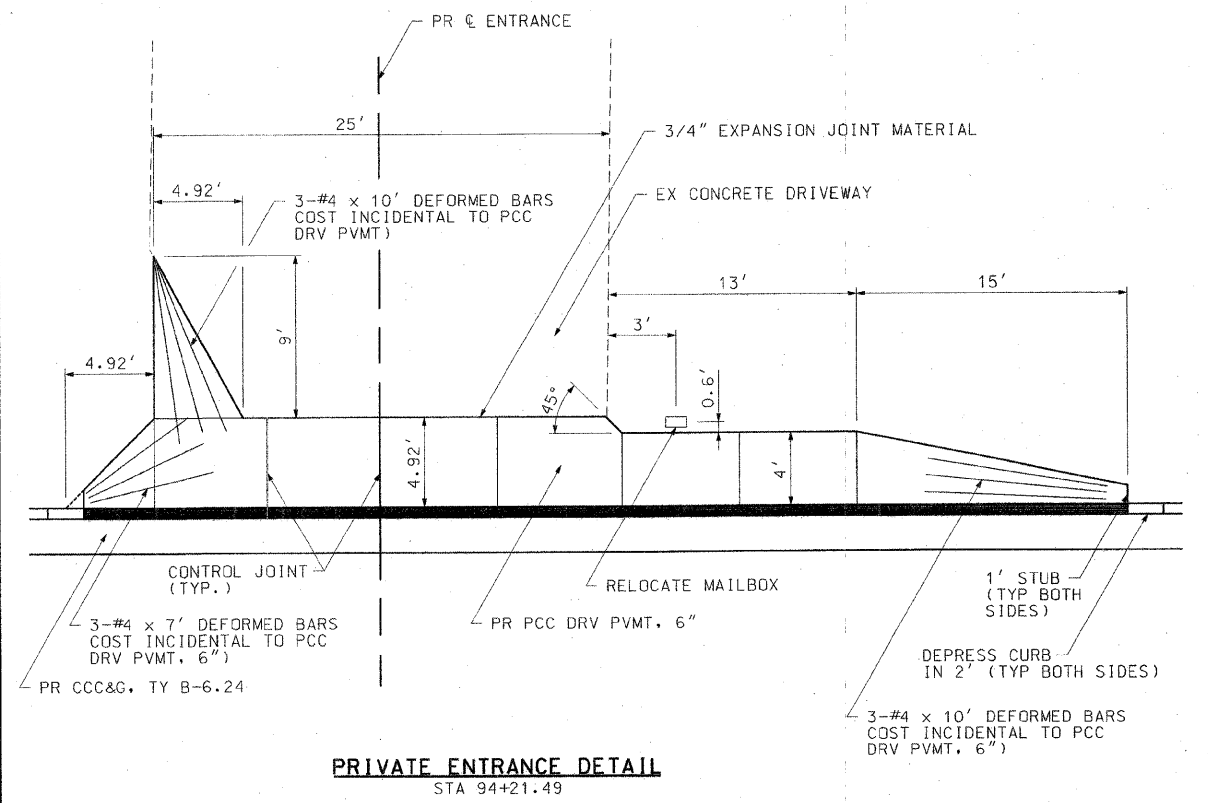 PR ℄ ENTRANCE
25'
3/4" EXPANSION JOINT MATERIAL
4.92'
3-#4 x 10' DEFORMED BARS
COST INCIDENTAL TO PCC
DRV PVMT)
EX CONCRETE DRIVEWAY
13'
15'
9'
3'
4.92'
45°
0.6'
4.92'
4'
CONTROL JOINT
(TYP.)
RELOCATE MAILBOX
1' STUB
(TYP BOTH
SIDES)
3-#4 x 7' DEFORMED BARS
COST INCIDENTAL TO PCC
DRV PVMT, 6")
PR PCC DRV PVMT, 6"
DEPRESS CURB
IN 2' (TYP BOTH SIDES)
PR CCC&G, TY B-6.24
3-#4 x 10' DEFORMED BARS
COST INCIDENTAL TO PCC
DRV PVMT, 6")
PRIVATE ENTRANCE DETAIL
STA 94+21.49